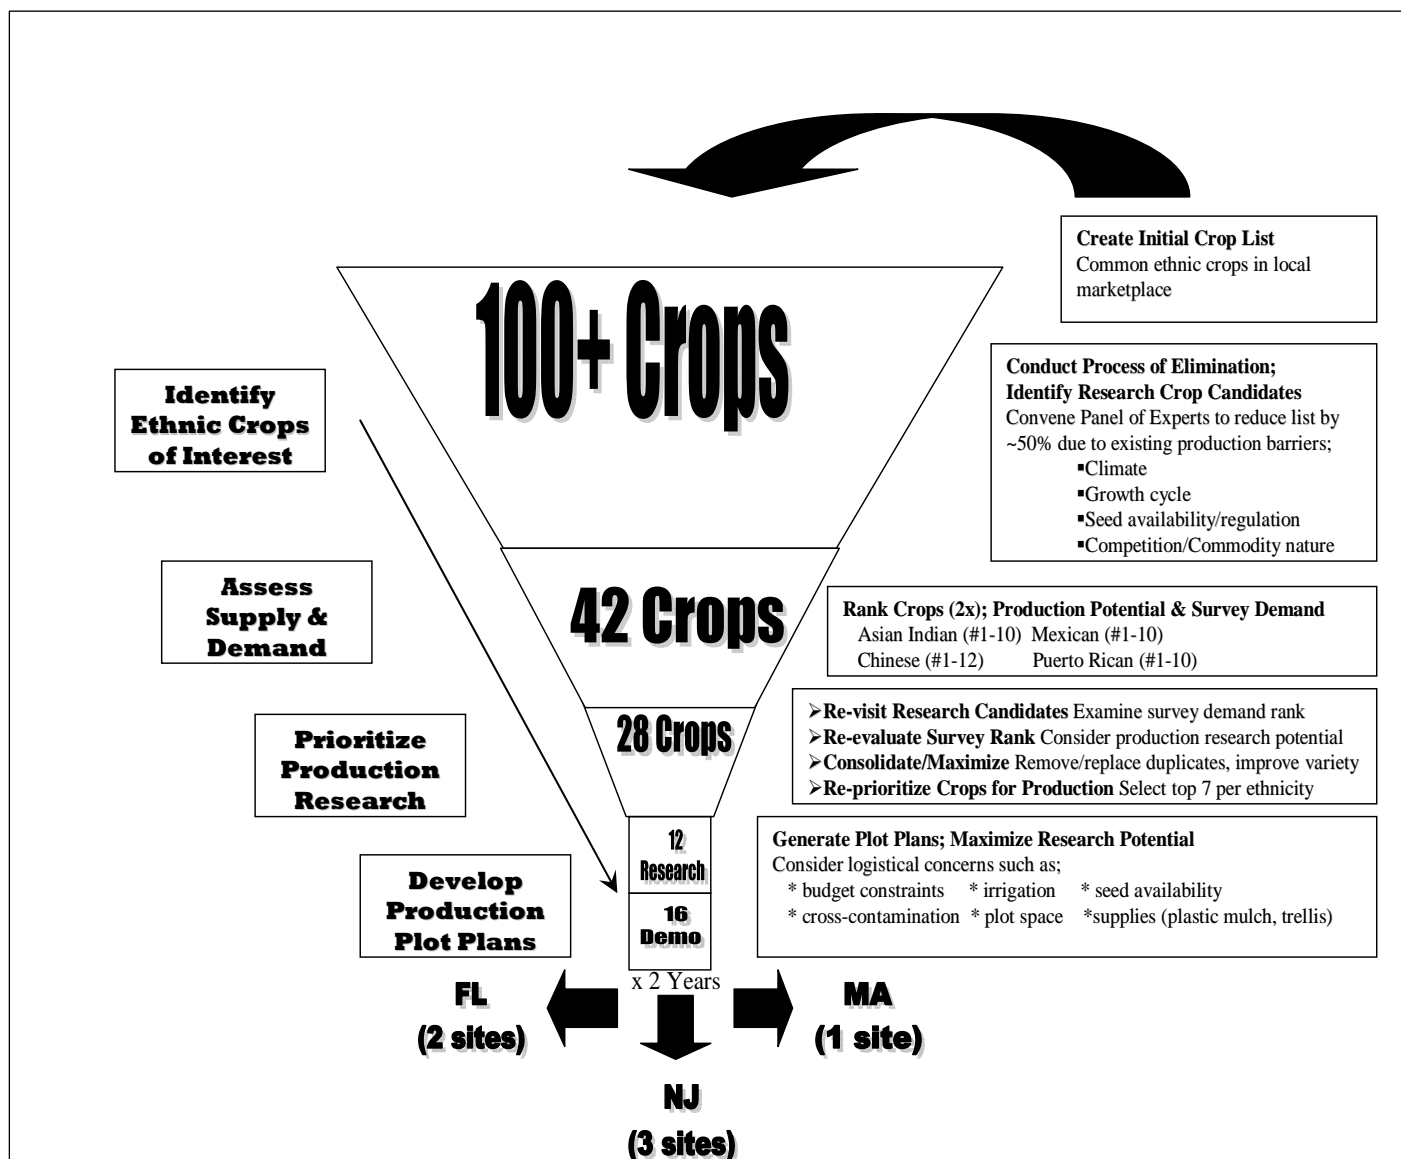 Create Initial Crop List
Common ethnic crops in local
marketplace
100+ Crops
Identify
Ethnic Crops
of Interest
Conduct Process of Elimination;
Identify Research Crop Candidates
Convene Panel of Experts to reduce list by
~50% due to existing production barriers;
▪Climate
▪Growth cycle
▪Seed availability/regulation
▪Competition/Commodity nature
Assess
Supply &
Demand
42 Crops
Rank Crops (2x); Production Potential & Survey Demand
Asian Indian (#1-10) Mexican (#1-10)
Chinese (#1-12) Puerto Rican (#1-10)
Prioritize
Production
Research
28 Crops
➢Re-visit Research Candidates Examine survey demand rank
➢Re-evaluate Survey Rank Consider production research potential
➢Consolidate/Maximize Remove/replace duplicates, improve variety
➢Re-prioritize Crops for Production Select top 7 per ethnicity
Develop
Production
Plot Plans
12
Research
16
Demo
x 2 Years
Generate Plot Plans; Maximize Research Potential
Consider logistical concerns such as;
* budget constraints * irrigation * seed availability
* cross-contamination * plot space *supplies (plastic mulch, trellis)
FL
(2 sites)
MA
(1 site)
NJ
(3 sites)